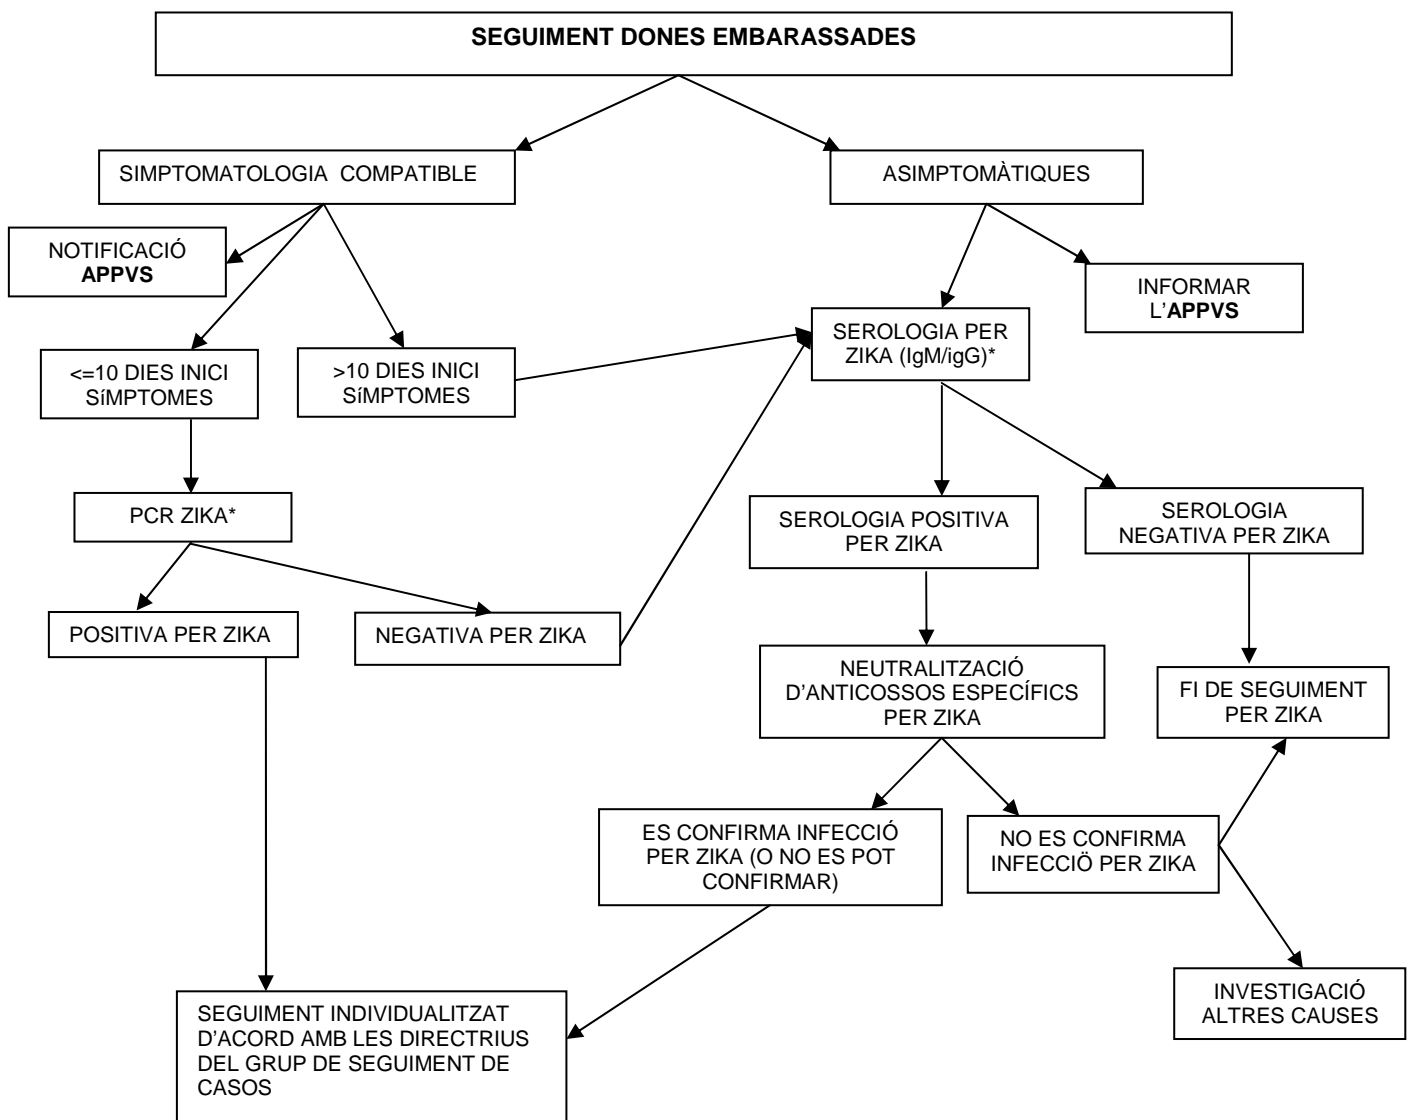 SEGUIMENT DONES EMBARASSADES
SIMPTOMATOLOGIA COMPATIBLE
ASIMPTOMÀTIQUES
NOTIFICACIÓ
APPVS
INFORMAR
L'APPVS
SEROLOGIA PER
ZIKA (IgM/igG)*
<=10 DIES INICI
SíMPTOMES
>10 DIES INICI
SíMPTOMES
PCR ZIKA*
SEROLOGIA POSITIVA
PER ZIKA
SEROLOGIA
NEGATIVA PER ZIKA
POSITIVA PER ZIKA
NEGATIVA PER ZIKA
NEUTRALITZACIÓ
D'ANTICOSSOS ESPECÍFICS
PER ZIKA
FI DE SEGUIMENT
PER ZIKA
ES CONFIRMA INFECCIÓ
PER ZIKA (O NO ES POT
CONFIRMAR)
NO ES CONFIRMA
INFECCIÖ PER ZIKA
SEGUIMENT INDIVIDUALITZAT
D'ACORD AMB LES DIRECTRIUS
DEL GRUP DE SEGUIMENT DE
CASOS
INVESTIGACIÓ
ALTRES CAUSES